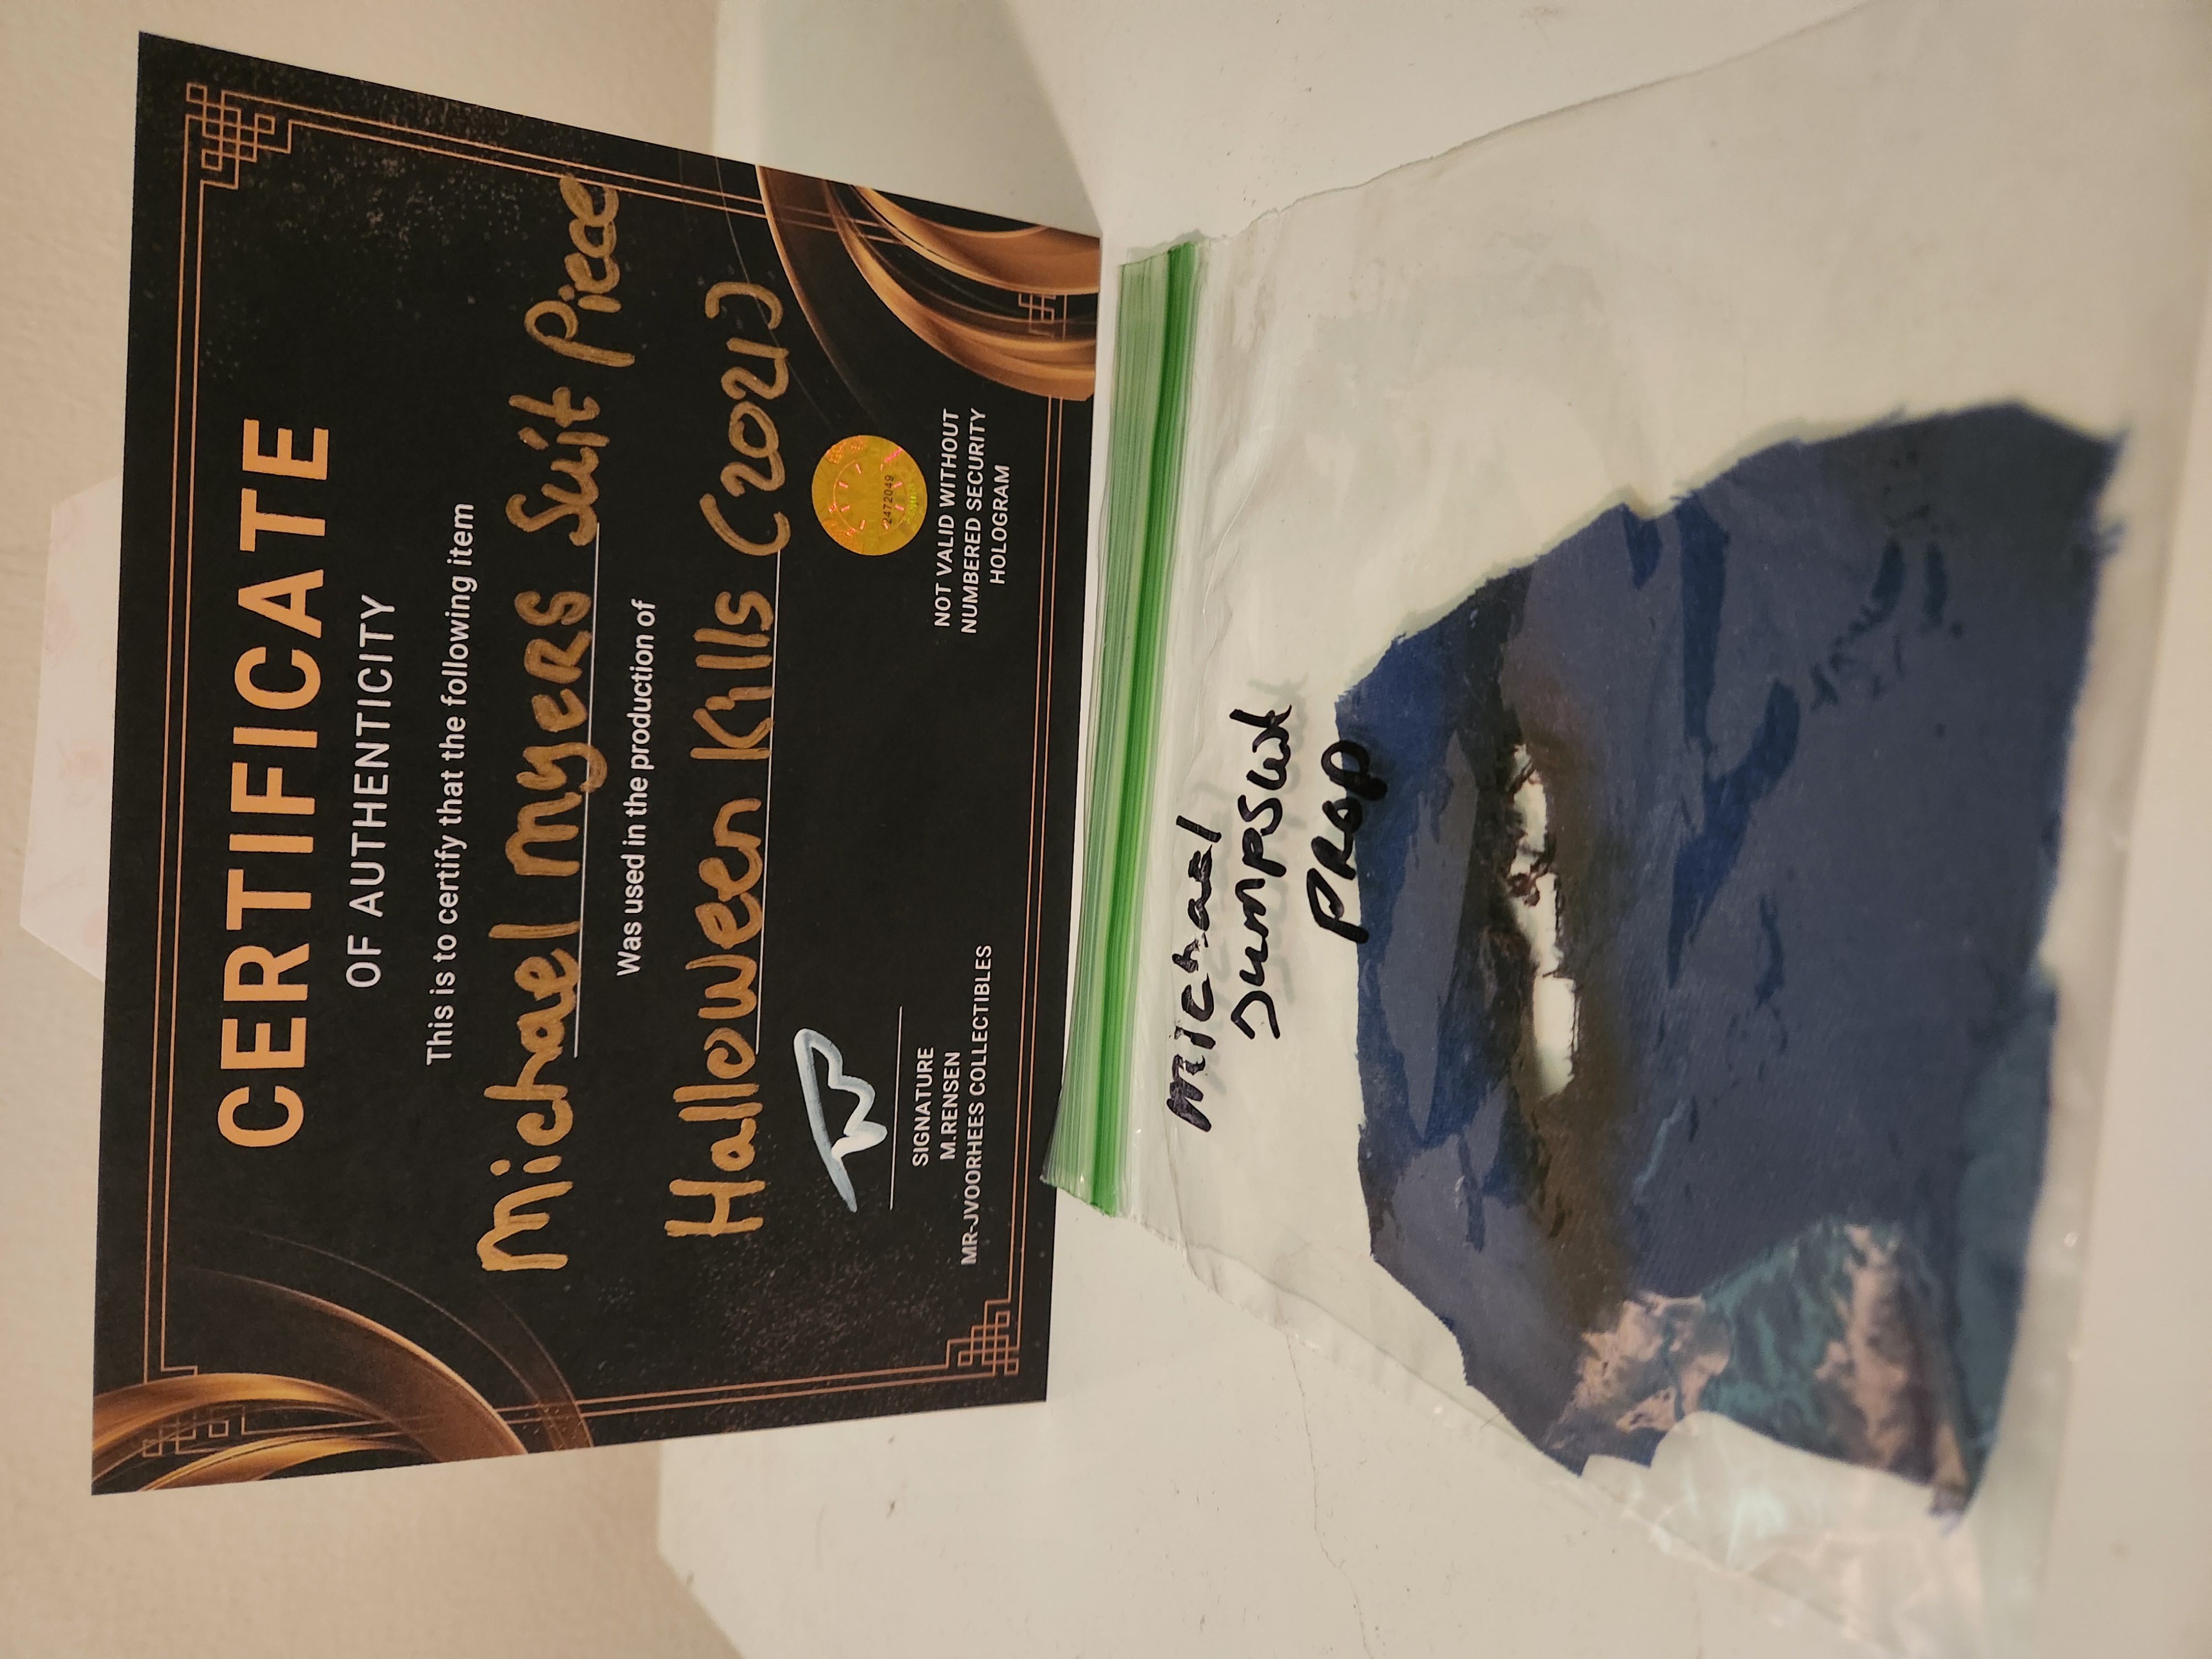 CERTIFICATE
OF AUTHENTICITY
This is to certify that the following item
Michael Myers Suit Piece
Was used in the production of
Halloween Kills (2021)
2472049
SIGNATURE
M.RENSEN
MR-JVOORHEES COLLECTIBLES
NOT VALID WITHOUT
NUMBERED SECURITY
HOLOGRAM
Michael
Jumpsuit
PROP